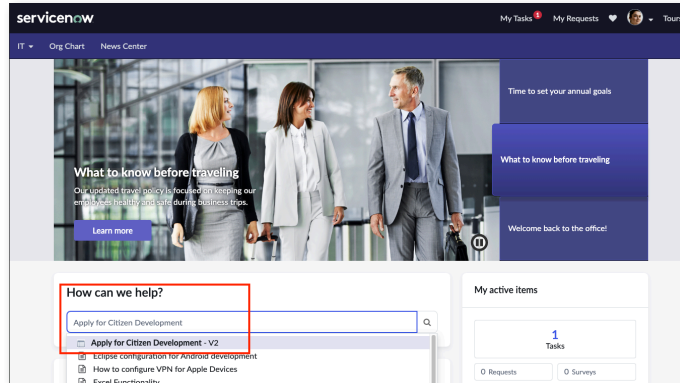 servicenow
My Tasks 1 My Requests Tours
IT Org Chart News Center
What to know before traveling
Our updated travel policy is focused on keeping our
employees healthy and safe during business trips.
Learn more
Time to set your annual goals
What to know before traveling
Welcome back to the office!
How can we help?
Apply for Citizen Development
Apply for Citizen Development - V2
Eclipse configuration for Android development
How to configure VPN for Apple Devices
Excel Functionality
My active items
1
Tasks
0 Requests
0 Surveys